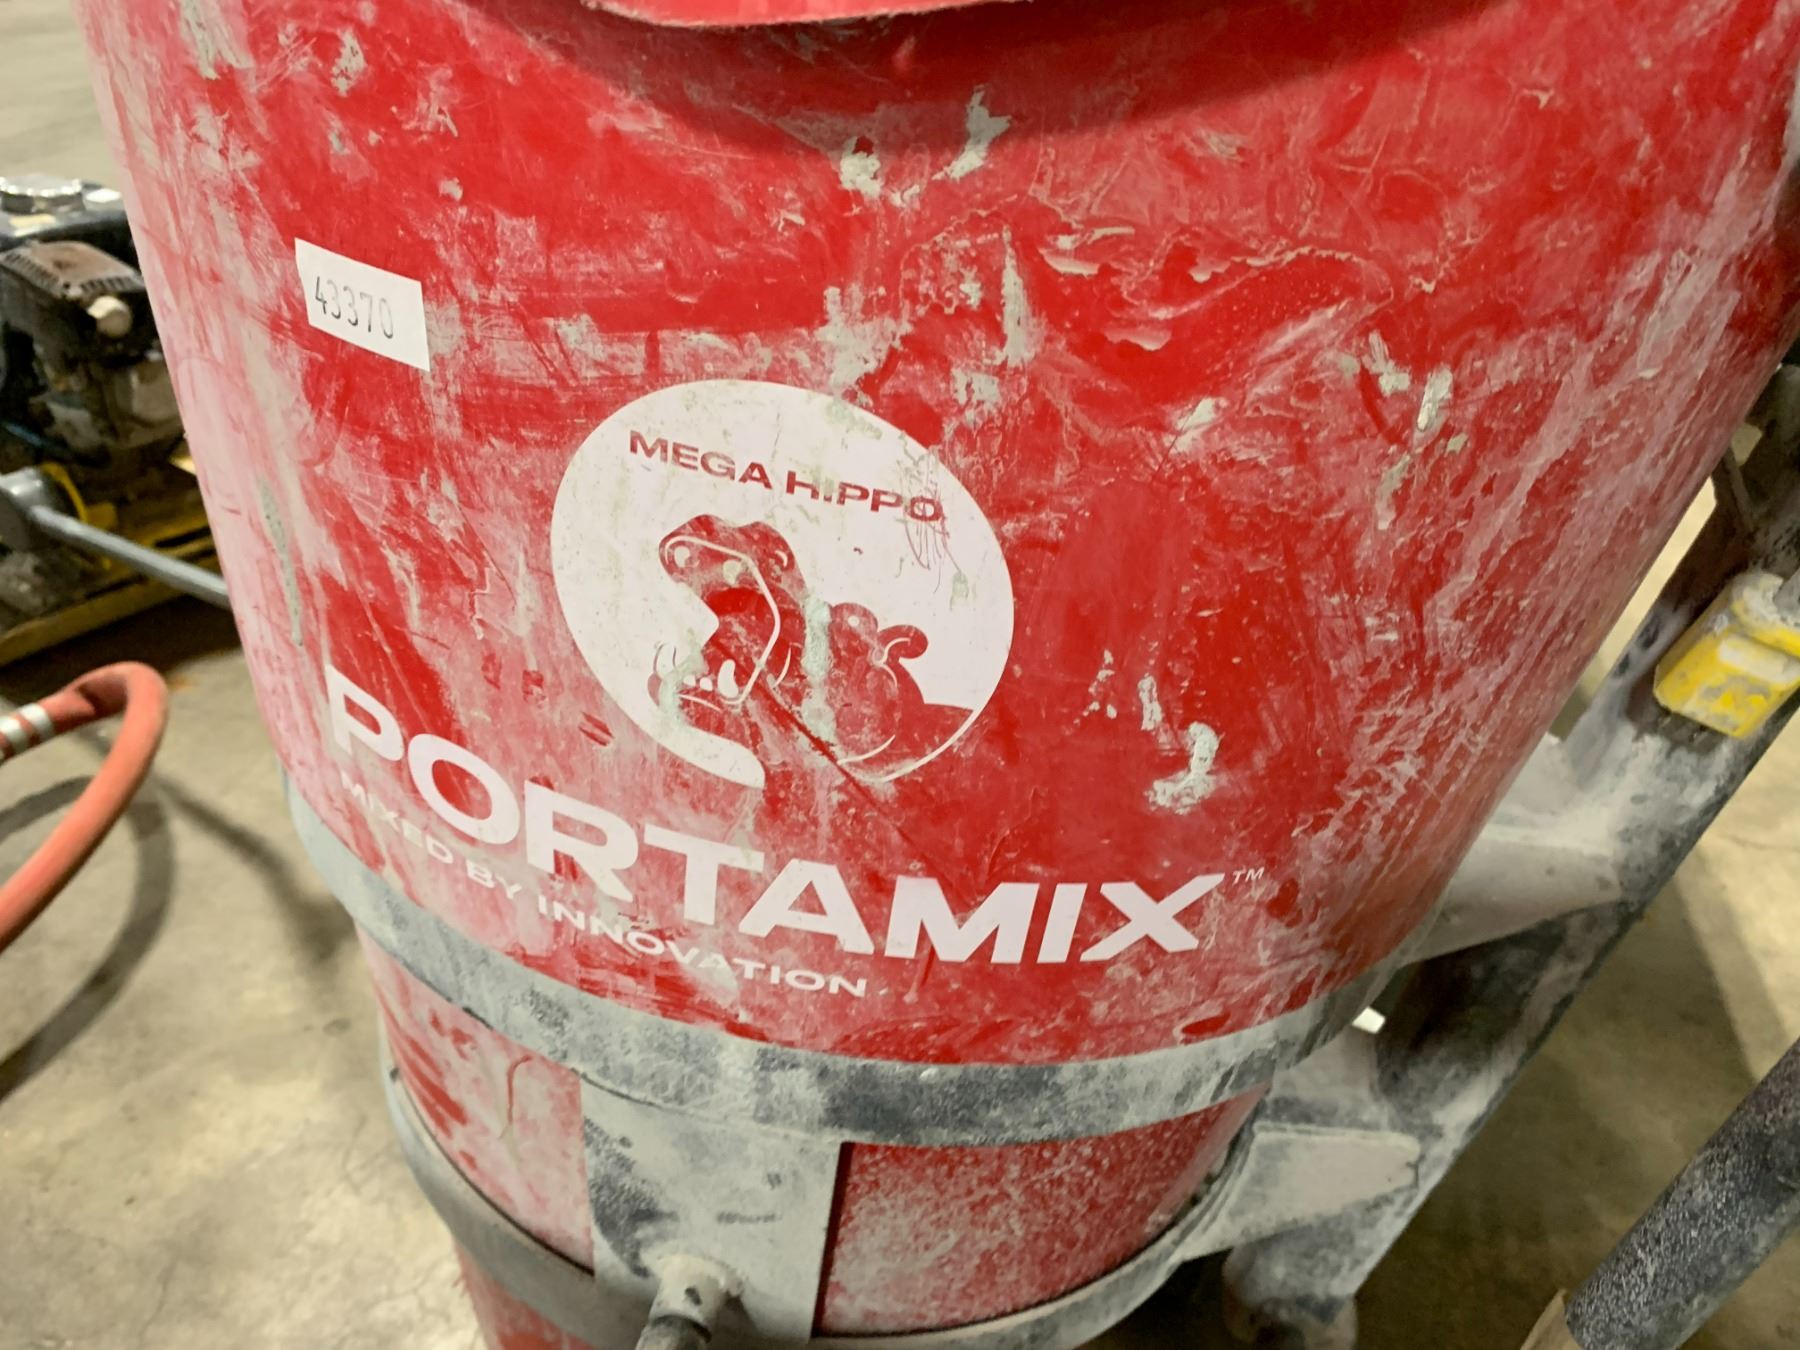 43370
MEGA HIPPO
PORTAMIX™
MIXED BY INNOVATION